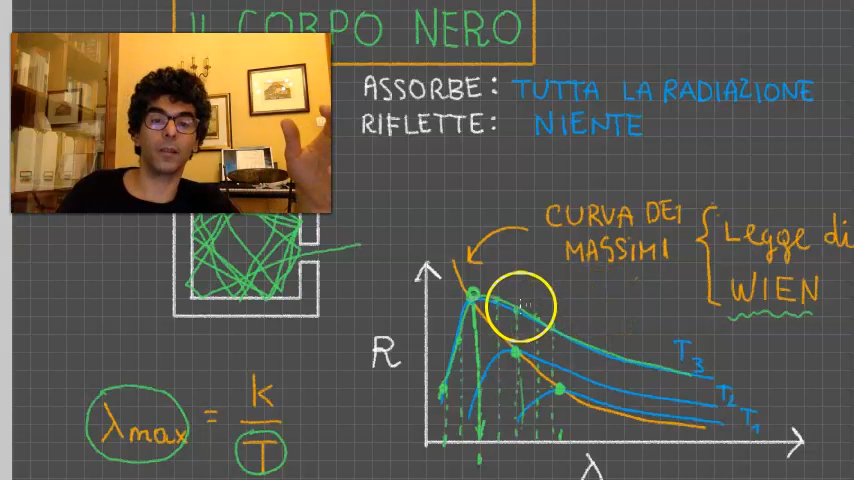 IL CORPO NERO
ASSORBE: TUTTA LA RADIAZIONE
RIFLETTE: NIENTE
CURVA DEI
MASSIMI
Legge di
WIEN
R
T3
T2
T1
λ
λmax = k
T